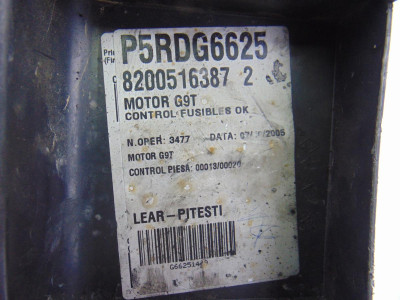 P5RDG6625
8200516387 2
MOTOR G9T
CONTROL FUSIBLES OK
N.OPER: 3477 DATA: /2005
MOTOR G9T
CONTROL PIESA: 00013/00020
LEAR-PITESTI